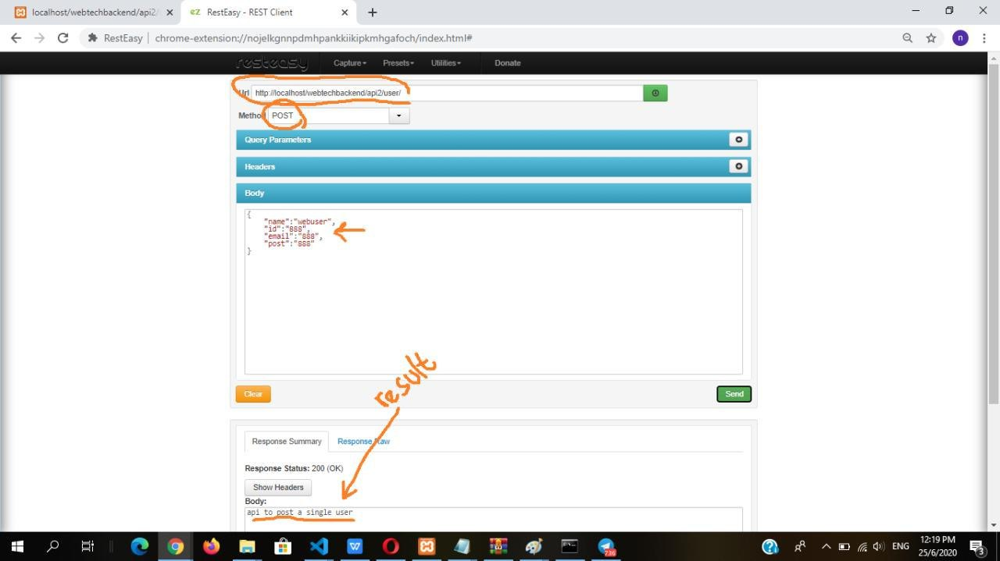 localhost/webtechbackend/api2/
RestEasy - REST Client
RestEasy
chrome-extension://nojelkgnnpdmhpankkiikipkmhgafoch/index.html#
n
resteasy
Capture
Presets
Utilities
Donate
Url http://localhost/webtechbackend/api2/user/
Method POST
Query Parameters
Headers
Body
{
"name":"webuser",
"id":"888",
"email":"888",
"post":"888"
}
result
Clear
Send
Response Summary
Response Raw
Response Status: 200 (OK)
Show Headers
Body:
api to post a single user
736
ENG
12:19 PM
25/6/2020
3